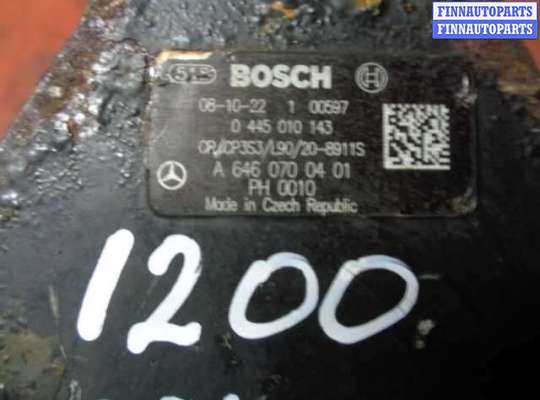 FINNAUTOPARTS
FINNAUTOPARTS
515 BOSCH
08-10-22 1 00597
0 445 010 143
CR/CP3S3/L90/20-8911S
A 646 070 04 01
PH 0010
Made in Czech Republic
1200